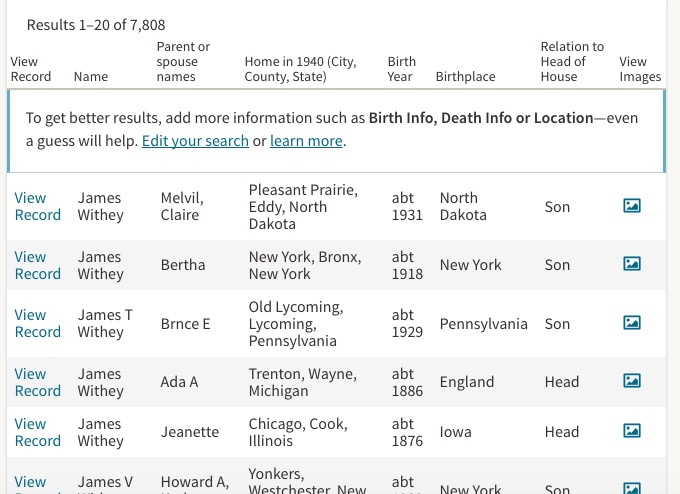 Results 1–20 of 7,808
View Record
Name
Parent or spouse names
Home in 1940 (City, County, State)
Birth Year
Birthplace
Relation to Head of House
View Images
To get better results, add more information such as Birth Info, Death Info or Location—even
a guess will help. Edit your search or learn more.
View Record
James Withey
Melvil, Claire
Pleasant Prairie, Eddy, North Dakota
abt 1931
North Dakota
Son
View Record
James Withey
Bertha
New York, Bronx, New York
abt 1918
New York
Son
View Record
James T Withey
Brnce E
Old Lycoming, Lycoming, Pennsylvania
abt 1929
Pennsylvania
Son
View Record
James Withey
Ada A
Trenton, Wayne, Michigan
abt 1886
England
Head
View Record
James Withey
Jeanette
Chicago, Cook, Illinois
abt 1876
Iowa
Head
View Record
James V
Howard A,
Yonkers, Westchester, New
abt
New York
Son